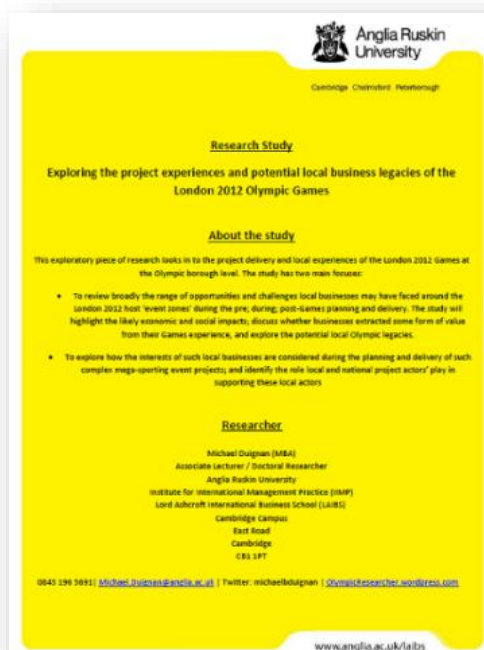 Anglia Ruskin
University
Cambridge Chelmsford Peterborough
Research Study
Exploring the project experiences and potential local business legacies of the
London 2012 Olympic Games
About the study
This exploratory piece of research looks in to the project delivery and local experiences of the London 2012 Games at
the Olympic borough level. The study has two main focuses:
• To review broadly the range of opportunities and challenges local businesses may have faced around the
London 2012 host 'event zones' during the pre; during; post-Games planning and delivery. The study will
highlight the likely economic and social impacts; discuss whether businesses extracted some form of value
from their Games experience, and explore the potential local Olympic legacies.
• To explore how the interests of such local businesses are considered during the planning and delivery of such
complex mega-sporting event projects; and identify the role local and national project actors' play in
supporting these local actors
Researcher
Michael Duignan (MBA)
Associate Lecturer / Doctoral Researcher
Anglia Ruskin University
Institute for International Management Practice (IIMP)
Lord Ashcroft International Business School (LAIBS)
Cambridge Campus
East Road
Cambridge
CB1 1PT
0845 196 5691| Michael.Duignan@anglia.ac.uk | Twitter: michaelbduignan | OlympicResearcher.wordpress.com
www.anglia.ac.uk/laibs